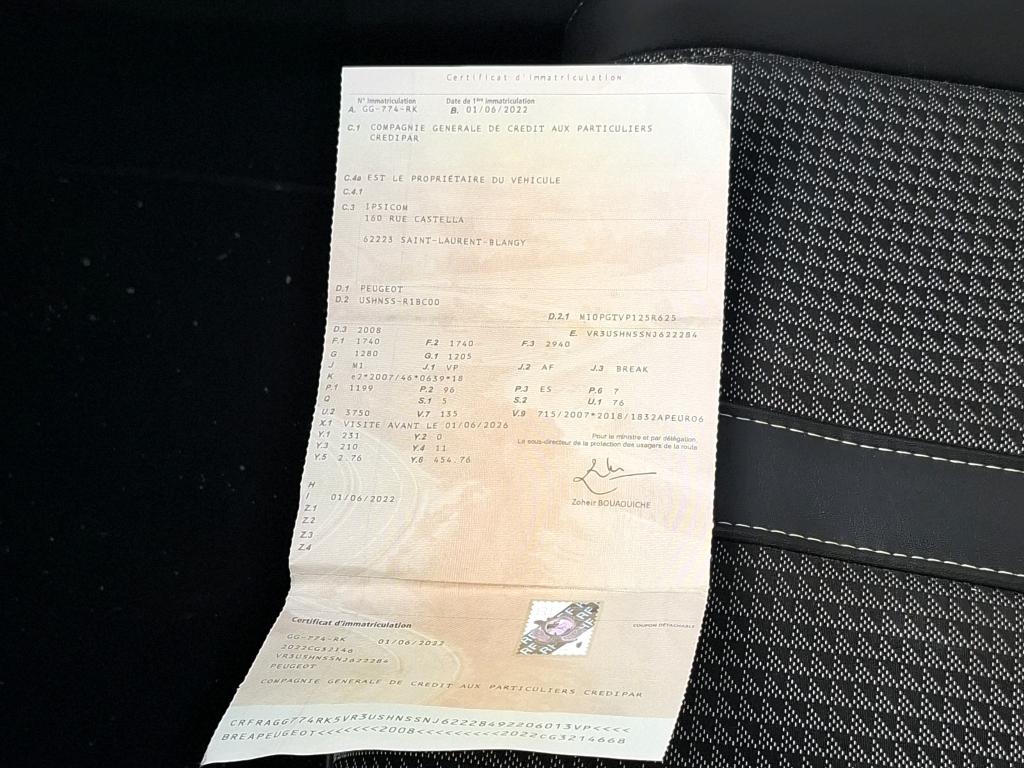 Certificat d'immatriculation
N° Immatriculation Date de 1ère immatriculation
A. GG-774-RK B. 01/06/2022
C.1 COMPAGNIE GENERALE DE CREDIT AUX PARTICULIERS
CREDIPAR
C.4a EST LE PROPRIÉTAIRE DU VÉHICULE
C.4.1
C.3 IPSICOM
160 RUE CASTELLA
62223 SAINT-LAURENT-BLANGY
D.1 PEUGEOT
D.2 USHNSS-R1BC00
D.2.1 M10PGTVP125R625
D.3 2008 E. VR3USHNSSNJ622284
F.1 1740 F.2 1740 F.3 2940
G 1280 G.1 1205
J M1 J.1 VP J.2 AF J.3 BREAK
K e2*2007/46*0639*18
P.1 1199 P.2 96 P.3 ES P.6 7
Q S.1 5 S.2 U.1 76
U.2 3750 V.7 135 V.9 715/2007*2018/1832APEURO6
X.1 VISITE AVANT LE 01/06/2026
Y.1 231 Y.2 0
Y.3 210 Y.4 11
Y.5 2.76 Y.6 454.76
Pour le ministre et par délégation,
La sous-directeur de la protection des usagers de la route
Zoheir BOUAOUICHE
H
I 01/06/2022
Z.1
Z.2
Z.3
Z.4
Certificat d'immatriculation COUPON DÉTACHABLE
GG-774-RK 01/06/2022
2022CG32146
VR3USHNSSNJ622284
PEUGEOT
COMPAGNIE GENERALE DE CREDIT AUX PARTICULIERS CREDIPAR
CRFRAGG774RK5VR3USHNSSNJ62228492206013VP<<<<
BREAPEUGEOT<<<<<<<2008<<<<<<<<<2022CG3214668